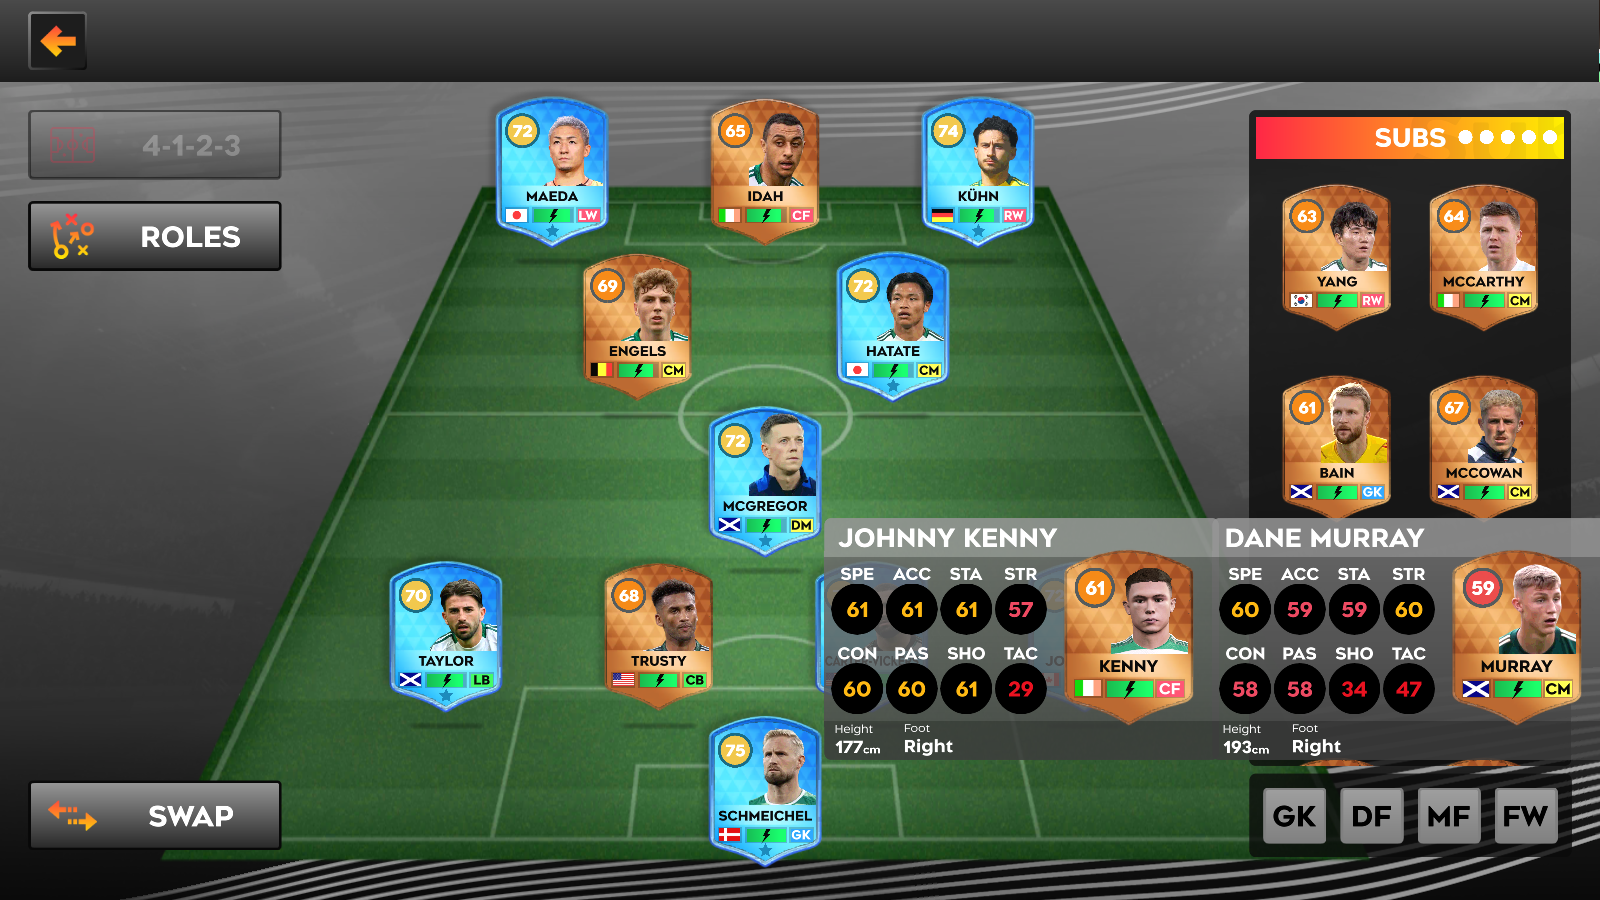 4-1-2-3
ROLES
SWAP
72
MAEDA
LW
65
IDAH
CF
74
KÜHN
RW
69
ENGELS
CM
72
HATATE
CM
72
MCGREGOR
DM
70
TAYLOR
LB
68
TRUSTY
CB
75
SCHMEICHEL
GK
SUBS
63
YANG
RW
64
MCCARTHY
CM
61
BAIN
GK
67
MCCOWAN
CM
JOHNNY KENNY
SPE ACC STA STR
61 61 61 57
CON PAS SHO TAC
60 60 61 29
Height Foot
177cm Right
61
KENNY
CF
DANE MURRAY
SPE ACC STA STR
60 59 59 60
CON PAS SHO TAC
58 58 34 47
Height Foot
193cm Right
59
MURRAY
CM
GK DF MF FW